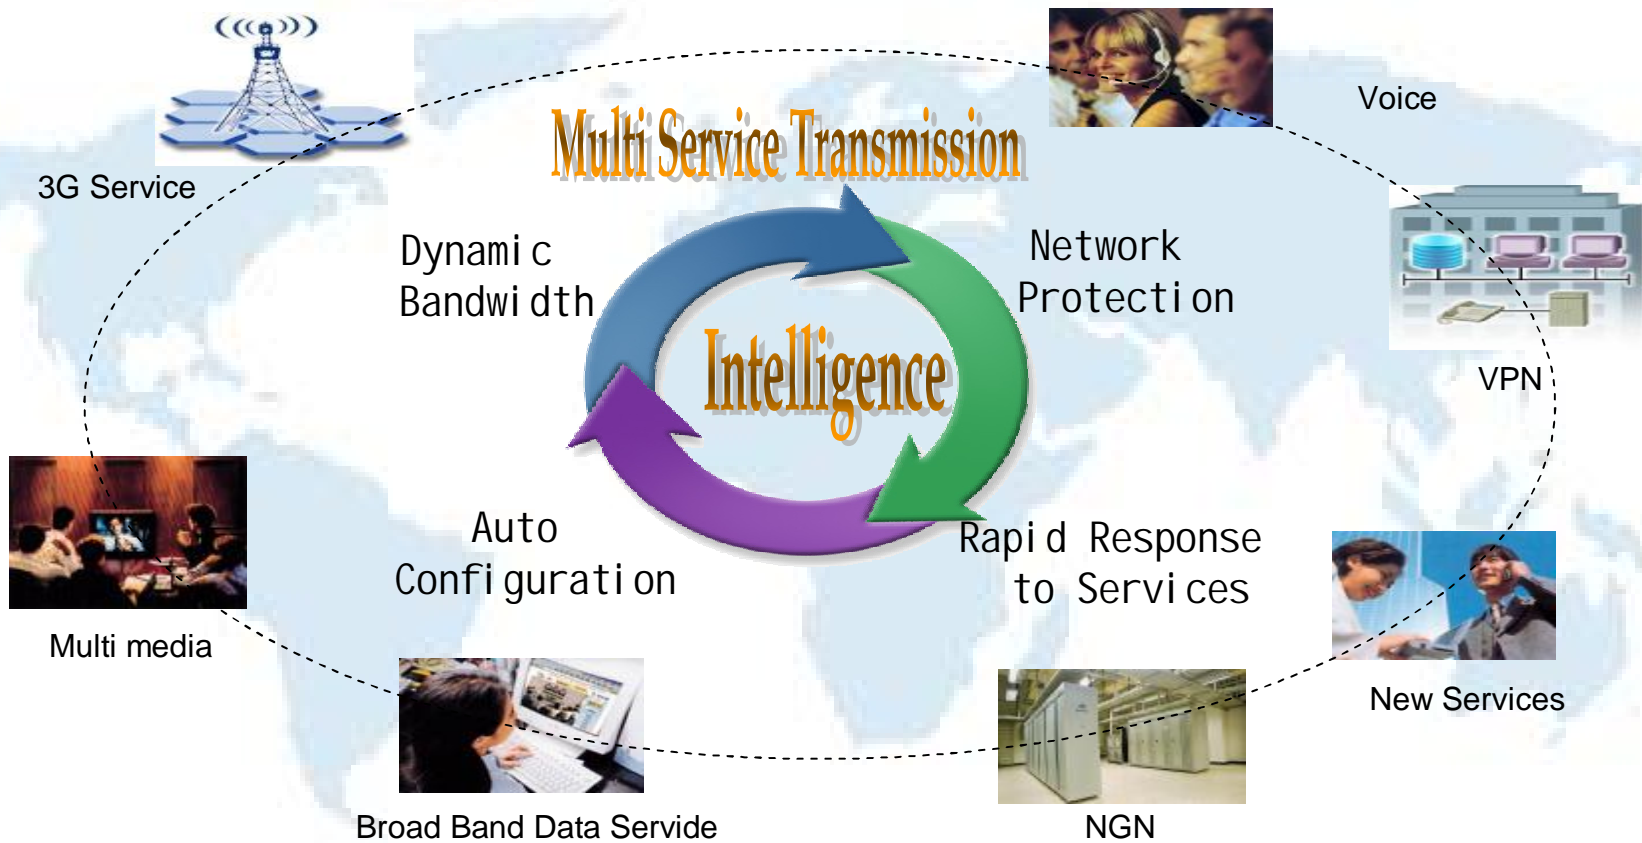 Voice
Multi Service Transmission
3G Service
Dynamic
Bandwidth
Network
Protection
Intelligence
VPN
Auto
Configuration
Rapid Response
to Services
Multi media
New Services
Broad Band Data Servide
NGN